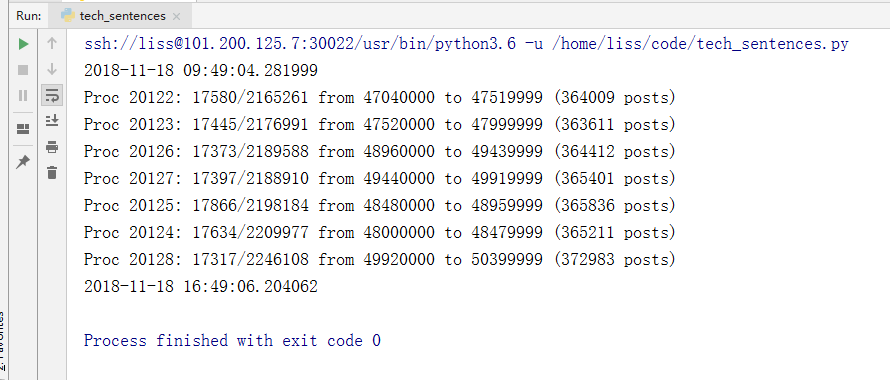 Run: tech_sentences
ssh://liss@101.200.125.7:30022/usr/bin/python3.6 -u /home/liss/code/tech_sentences.py
2018-11-18 09:49:04.281999
Proc 20122: 17580/2165261 from 47040000 to 47519999 (364009 posts)
Proc 20123: 17445/2176991 from 47520000 to 47999999 (363611 posts)
Proc 20126: 17373/2189588 from 48960000 to 49439999 (364412 posts)
Proc 20127: 17397/2188910 from 49440000 to 49919999 (365401 posts)
Proc 20125: 17866/2198184 from 48480000 to 48959999 (365836 posts)
Proc 20124: 17634/2209977 from 48000000 to 48479999 (365211 posts)
Proc 20128: 17317/2246108 from 49920000 to 50399999 (372983 posts)
2018-11-18 16:49:06.204062
Process finished with exit code 0